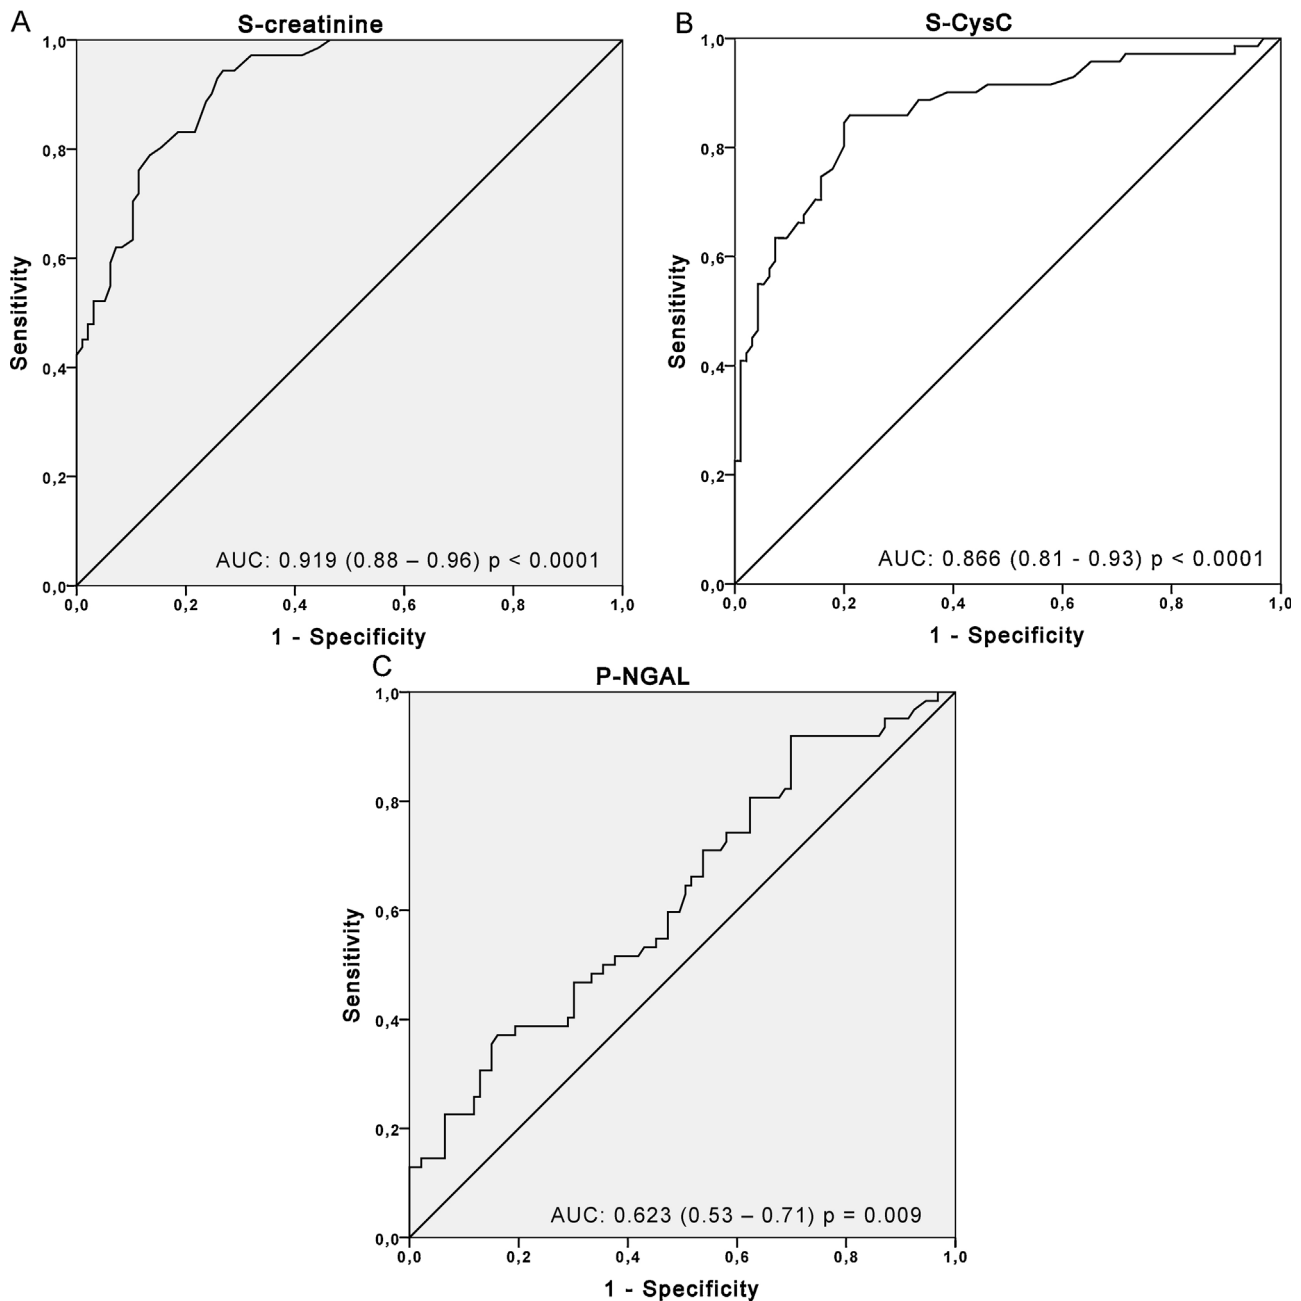 A
S-creatinine
1,0
0,8
0,6
0,4
0,2
0,0
Sensitivity
AUC: 0.919 (0.88 – 0.96) p < 0.0001
0,0 0,2 0,4 0,6 0,8 1,0
1 - Specificity
B
S-CysC
1,0
0,8
0,6
0,4
0,2
0,0
Sensitivity
AUC: 0.866 (0.81 - 0.93) p < 0.0001
0,0 0,2 0,4 0,6 0,8 1,0
1 - Specificity
C
P-NGAL
1,0
0,8
0,6
0,4
0,2
0,0
Sensitivity
AUC: 0.623 (0.53 – 0.71) p = 0.009
0,0 0,2 0,4 0,6 0,8 1,0
1 - Specificity